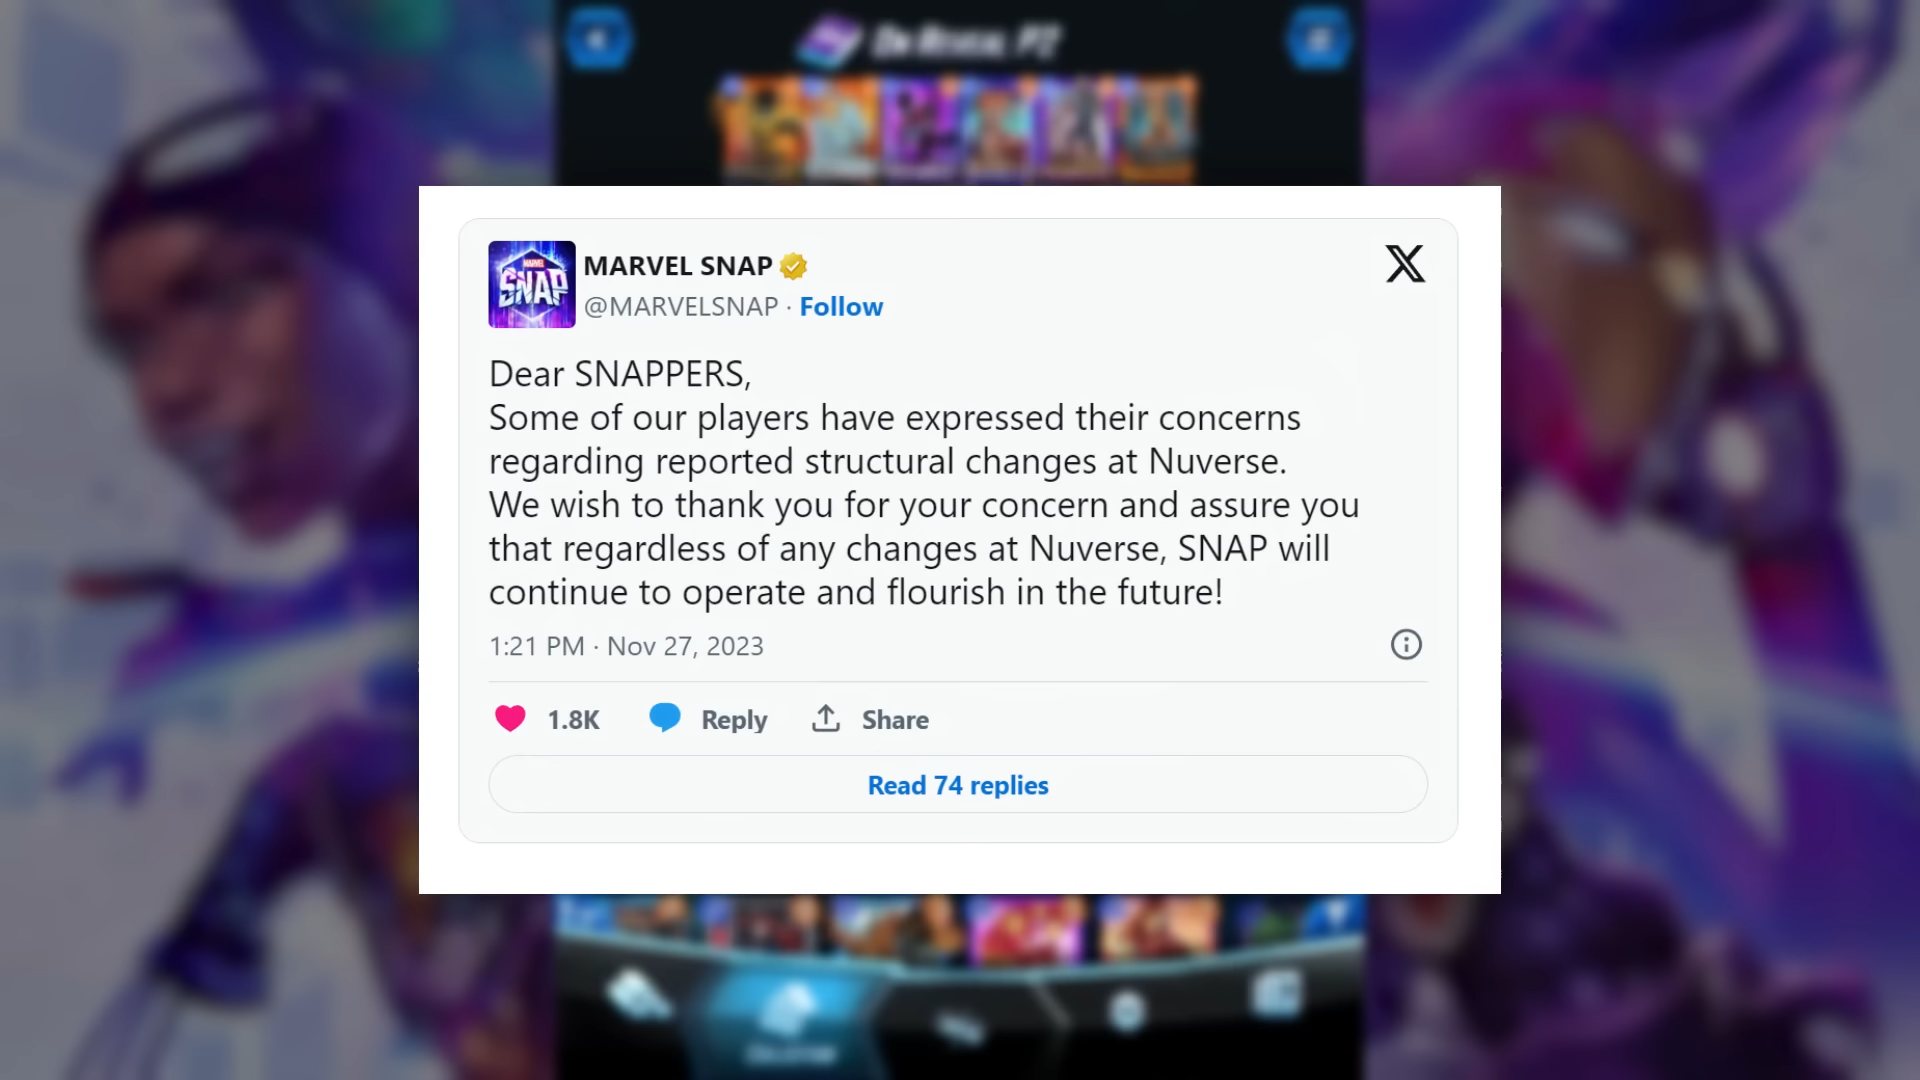 MARVEL SNAP
@MARVELSNAP · Follow
MARVEL
SNAP
Dear SNAPPERS,
Some of our players have expressed their concerns
regarding reported structural changes at Nuverse.
We wish to thank you for your concern and assure you
that regardless of any changes at Nuverse, SNAP will
continue to operate and flourish in the future!
1:21 PM · Nov 27, 2023
1.8K Reply Share
Read 74 replies